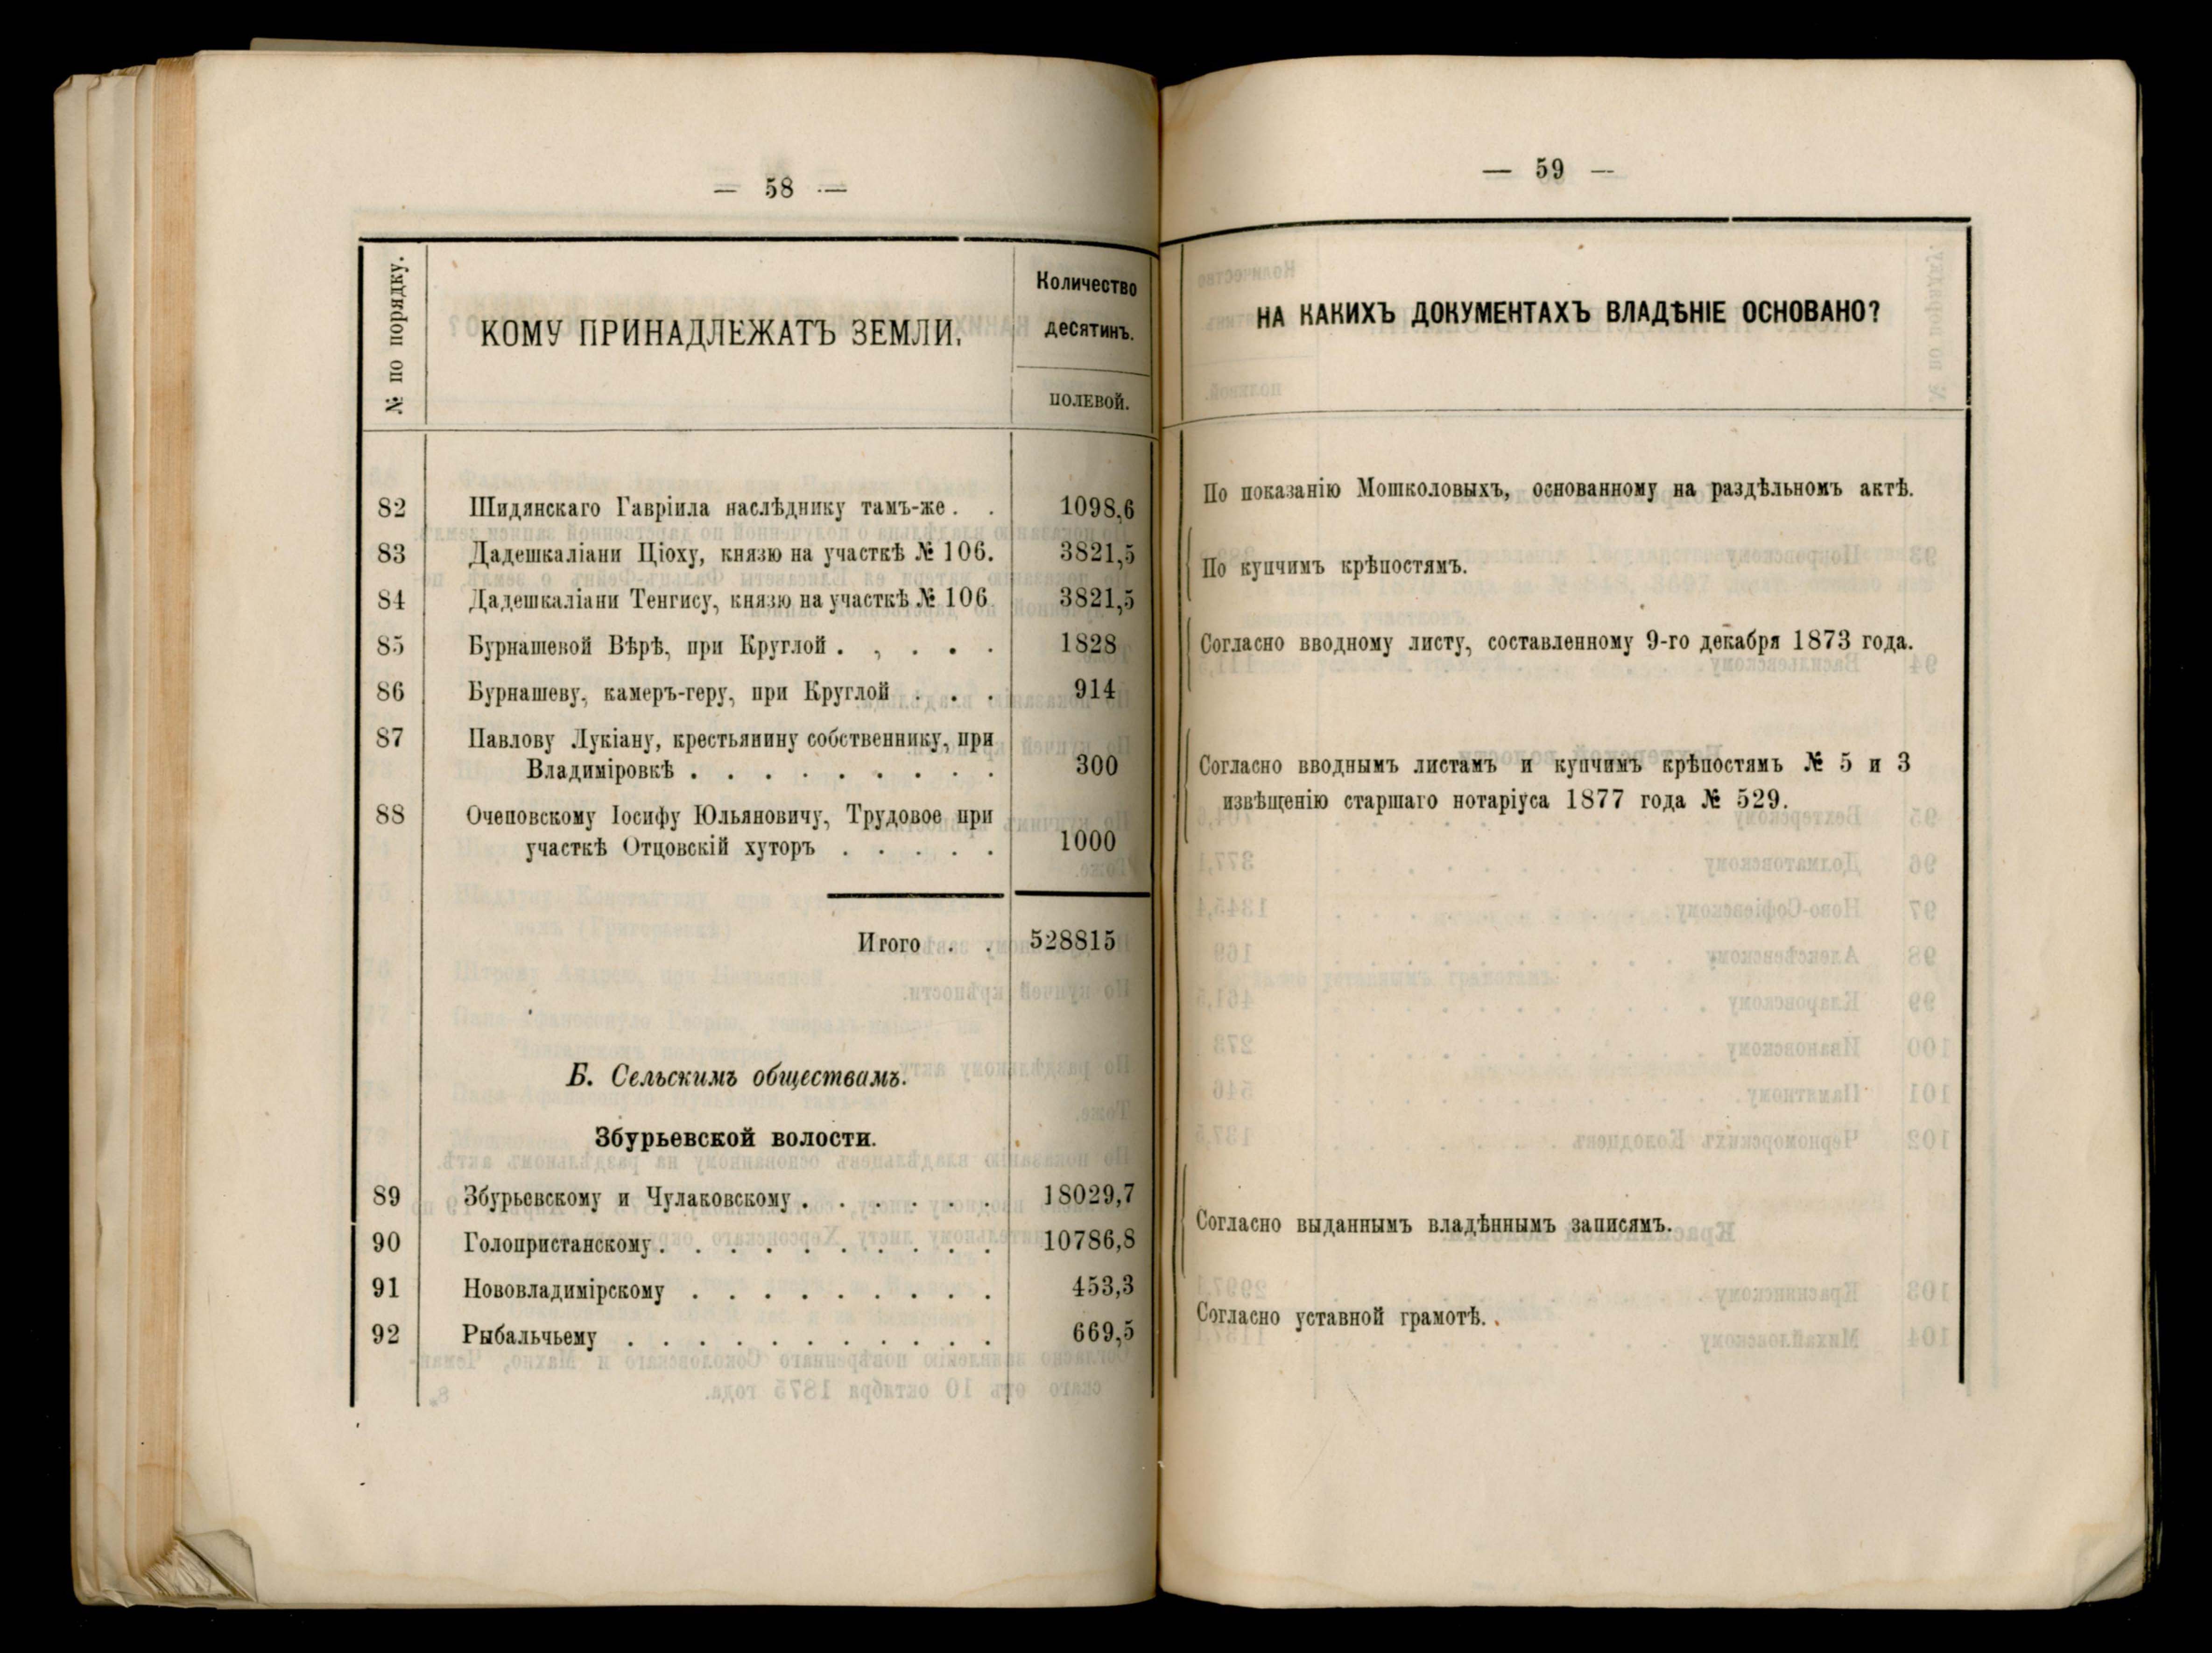 — 58 —
№ по порядку.
КОМУ ПРИНАДЛЕЖАТЪ ЗЕМЛИ.
Количество
десятинъ.
полевой.
82 Шидянскаго Гавріила наслѣднику тамъ-же . . 1098,6
83 Дадешкаліани Ціоху, князю на участкѣ № 106. 3821,5
84 Дадешкаліани Тенгису, князю на участкѣ № 106 3821,5
85 Бурнашевой Вѣрѣ, при Круглой . , . . . 1828
86 Бурнашеву, камеръ-геру, при Круглой . . . 914
87 Павлову Лукіану, крестьянину собственнику, при
Владиміровкѣ . . . . . . . . . 300
88 Очеповскому Іосифу Юльяновичу, Трудовое при
участкѣ Отцовскій хуторъ . . . . . 1000
Итого . . 528815
Б. Сельскимъ обществамъ.
Збурьевской волости.
89 Збурьевскому и Чулаковскому . . . . . . 18029,7
90 Голопристанскому . . . . . . . . . . 10786,8
91 Нововладимірскому . . . . . . . . . 453,3
92 Рыбальчьему . . . . . . . . . . . 669,5
— 59 —
НА КАКИХЪ ДОКУМЕНТАХЪ ВЛАДѢНІЕ ОСНОВАНО?
По показанію Мошколовыхъ, основанному на раздѣльномъ актѣ.
По купчимъ крѣпостямъ.
Согласно вводному листу, составленному 9-го декабря 1873 года.
Согласно вводнымъ листамъ и купчимъ крѣпостямъ № 5 и 3
извѣщенію старшаго нотаріуса 1877 года № 529.
Согласно выданнымъ владѣннымъ записямъ.
Согласно уставной грамотѣ.